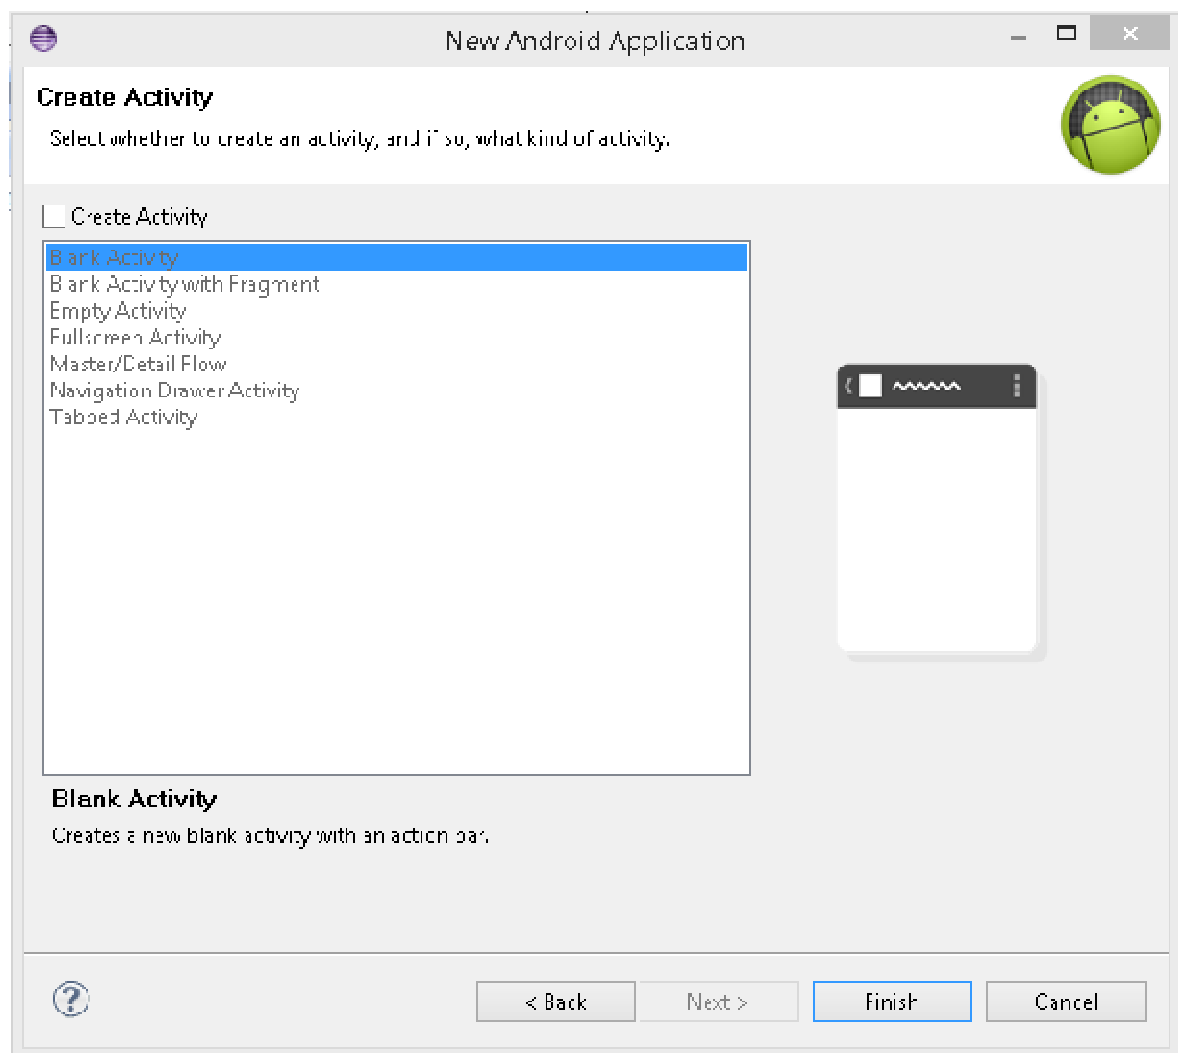 New Android Application
Create Activity
Select whether to create an activity, and if so, what kind of activity.
Create Activity
Blank Activity
Blank Activity with Fragment
Empty Activity
Fullscreen Activity
Master/Detail Flow
Navigation Drawer Activity
Tabbed Activity
Blank Activity
Creates a new blank activity with an action bar.
?
< Back
Next >
Finish
Cancel